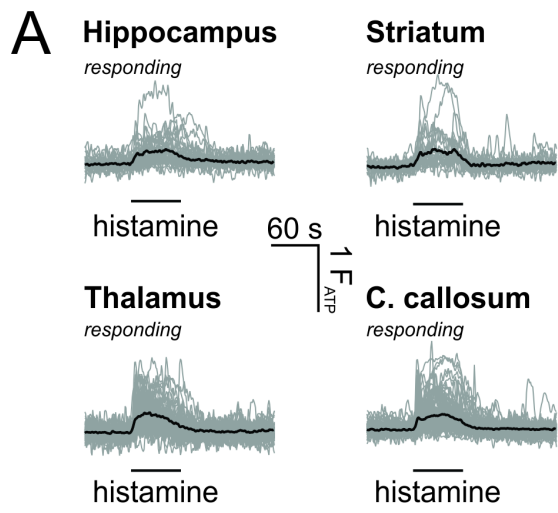 A
Hippocampus
responding
histamine
Striatum
responding
histamine
60 s
1 F ATP
Thalamus
responding
histamine
C. callosum
responding
histamine